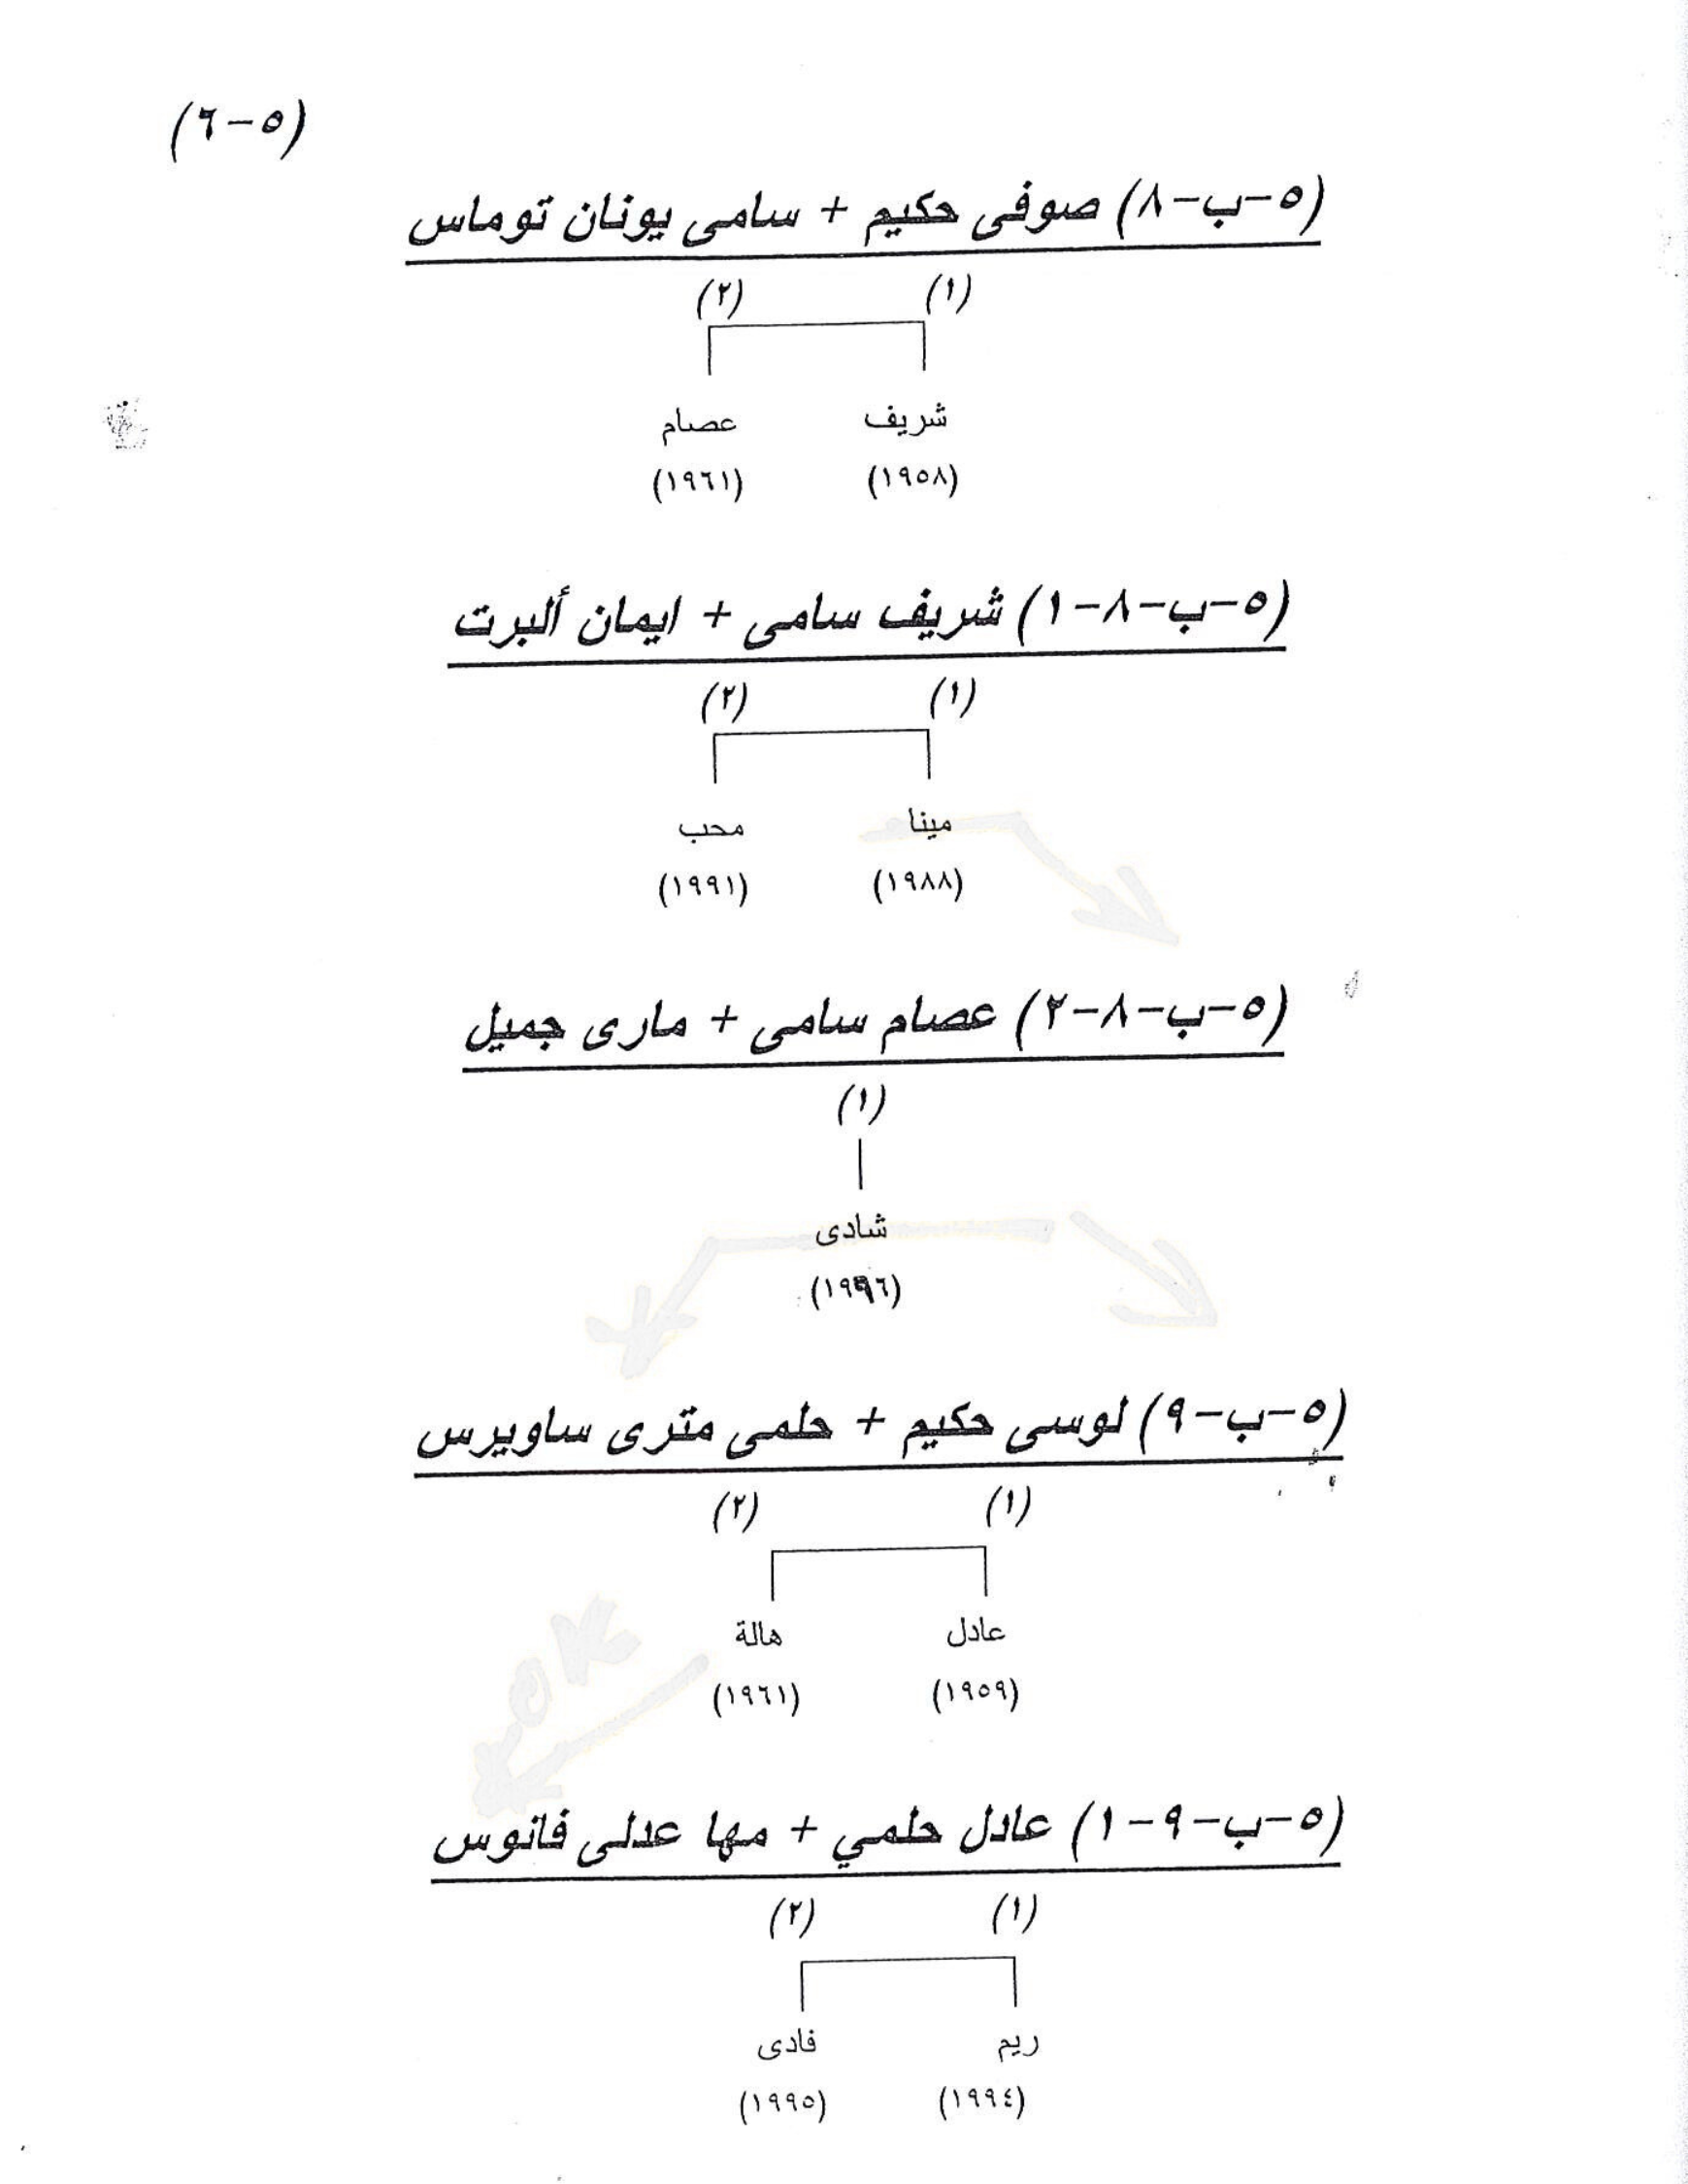 (٥-٦)
(٥-ب-٨) صوفى حكيم + سامى يونان توماس
(١) (٢)
شريف عصام
(١٩٥٨) (١٩٦١)
(٥-ب-٨-١) شريف سامى + ايمان ألبرت
(١) (٢)
مينا محب
(١٩٨٨) (١٩٩١)
(٥-ب-٨-٢) عصام سامى + مارى جميل
(١)
شادى
(١٩٩٦)
(٥-ب-٩) لوسى حكيم + حلمى مترى ساويرس
(١) (٢)
عادل هالة
(١٩٥٩) (١٩٦١)
OK
(٥-ب-٩-١) عادل حلمي + مها عدلى فانوس
(١) (٢)
ريم فادى
(١٩٩٤) (١٩٩٥)